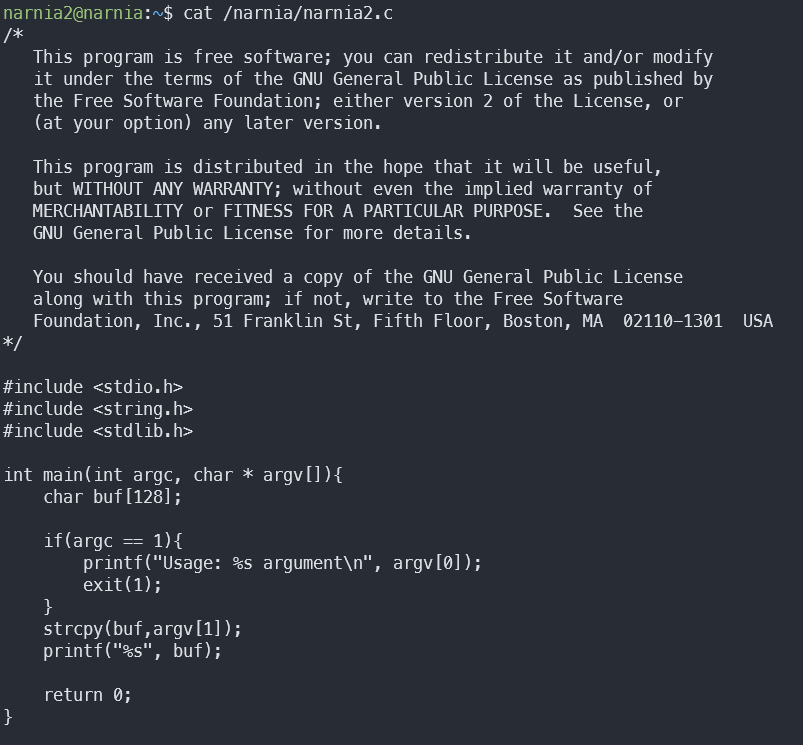 narnia2@narnia:~$ cat /narnia/narnia2.c
/*
   This program is free software; you can redistribute it and/or modify
   it under the terms of the GNU General Public License as published by
   the Free Software Foundation; either version 2 of the License, or
   (at your option) any later version.

   This program is distributed in the hope that it will be useful,
   but WITHOUT ANY WARRANTY; without even the implied warranty of
   MERCHANTABILITY or FITNESS FOR A PARTICULAR PURPOSE.  See the
   GNU General Public License for more details.

   You should have received a copy of the GNU General Public License
   along with this program; if not, write to the Free Software
   Foundation, Inc., 51 Franklin St, Fifth Floor, Boston, MA  02110-1301  USA
*/

#include <stdio.h>
#include <string.h>
#include <stdlib.h>

int main(int argc, char * argv[]){
    char buf[128];

    if(argc == 1){
        printf("Usage: %s argument\n", argv[0]);
        exit(1);
    }
    strcpy(buf,argv[1]);
    printf("%s", buf);

    return 0;
}